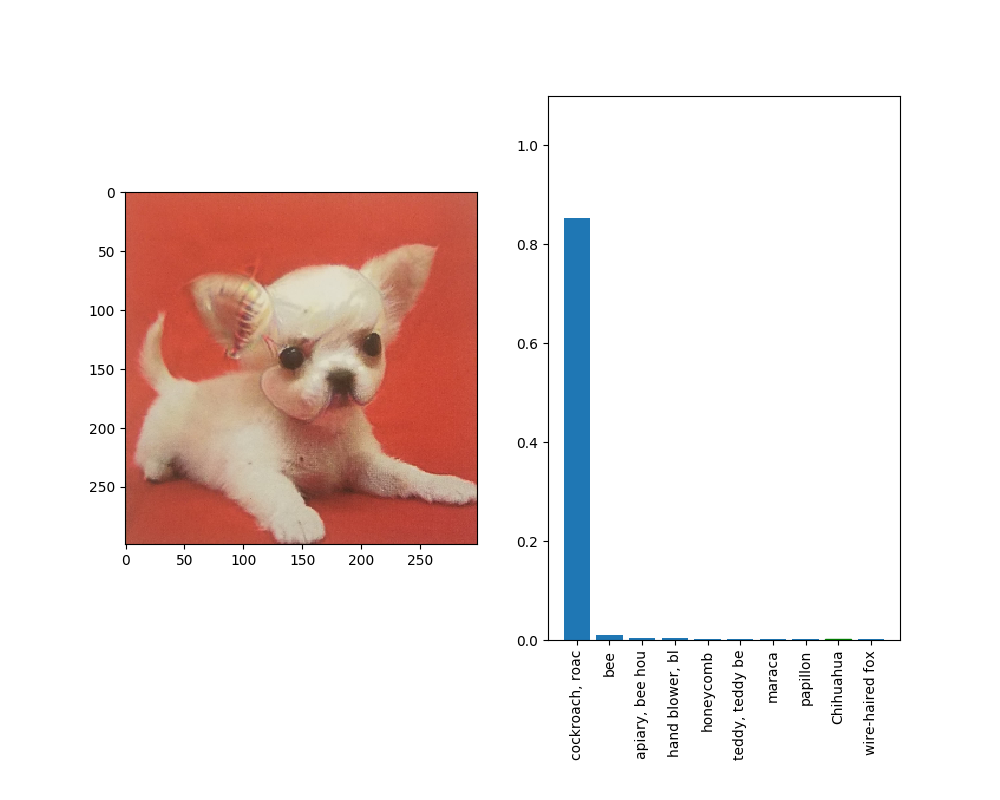 0
50
100
150
200
250
0 50 100 150 200 250
1.0
0.8
0.6
0.4
0.2
0.0
cockroach, roac
bee
apiary, bee hou
hand blower, bl
honeycomb
teddy, teddy be
maraca
papillon
Chihuahua
wire-haired fox